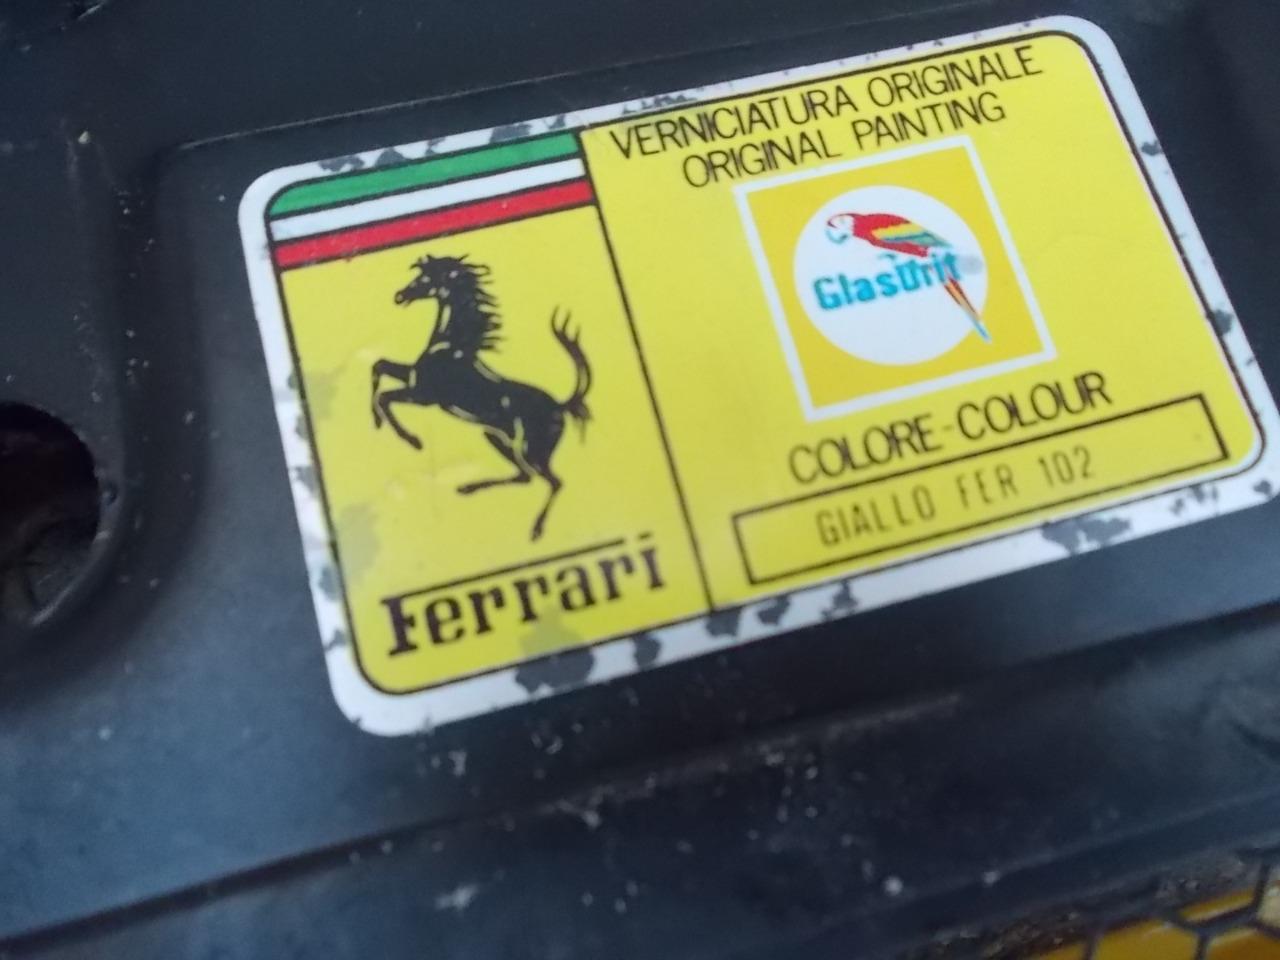 VERNICIATURA ORIGINALE
ORIGINAL PAINTING
Glasurit
COLORE-COLOUR
GIALLO FER 102
Ferrari